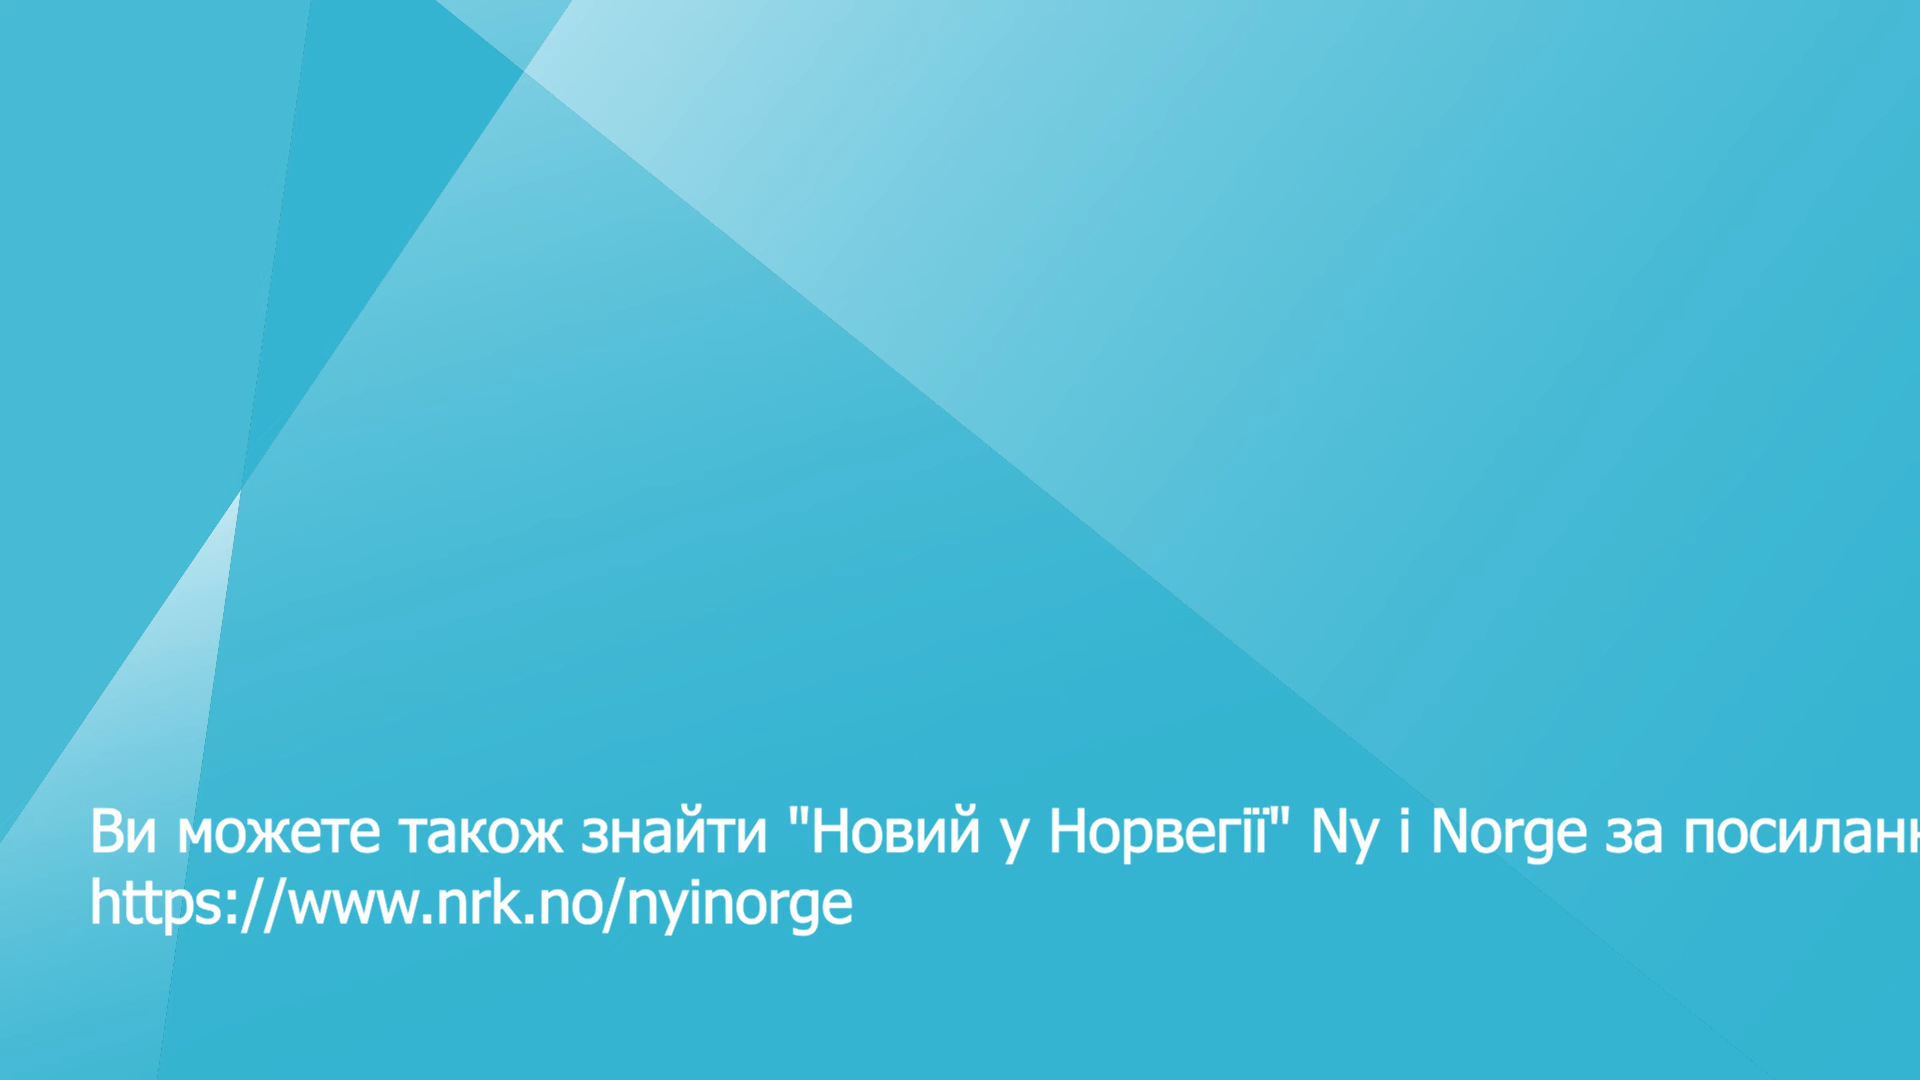 Ви можете також знайти "Новий у Норвегії" Ny i Norge за
https://www.nrk.no/nyinorge